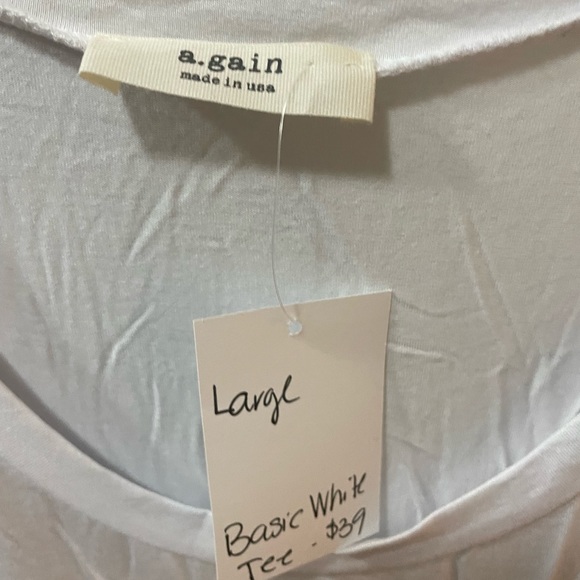 a.gain
made in usa
Large
Basic White
Tee - $39